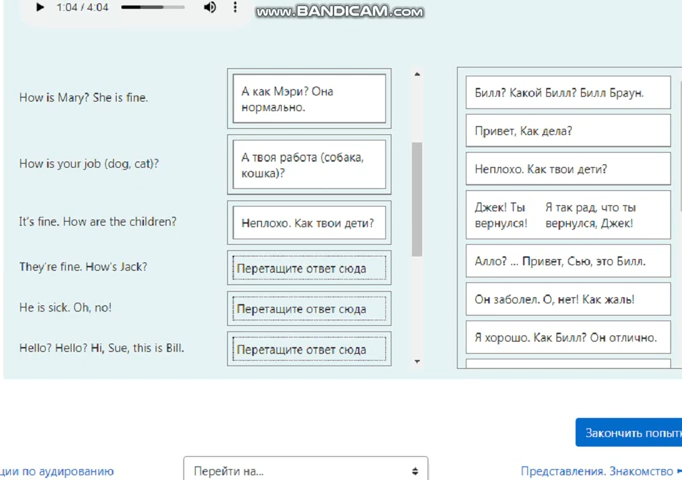 1:04 / 4:04
www.BANDICAM.com
How is Mary? She is fine.
А как Мэри? Она
нормально.
How is your job (dog, cat)?
А твоя работа (собака,
кошка)?
It's fine. How are the children?
Неплохо. Как твои дети?
They're fine. How's Jack?
Перетащите ответ сюда
He is sick. Oh, no!
Перетащите ответ сюда
Hello? Hello? Hi, Sue, this is Bill.
Перетащите ответ сюда
Билл? Какой Билл? Билл Браун.
Привет, Как дела?
Неплохо. Как твои дети?
Джек! Ты вернулся!
Я так рад, что ты вернулся, Джек!
Алло? ... Привет, Сью, это Билл.
Он заболел. О, нет! Как жаль!
Я хорошо. Как Билл? Он отлично.
Закончить попытк
ции по аудированию
Перейти на...
Представления. Знакомство